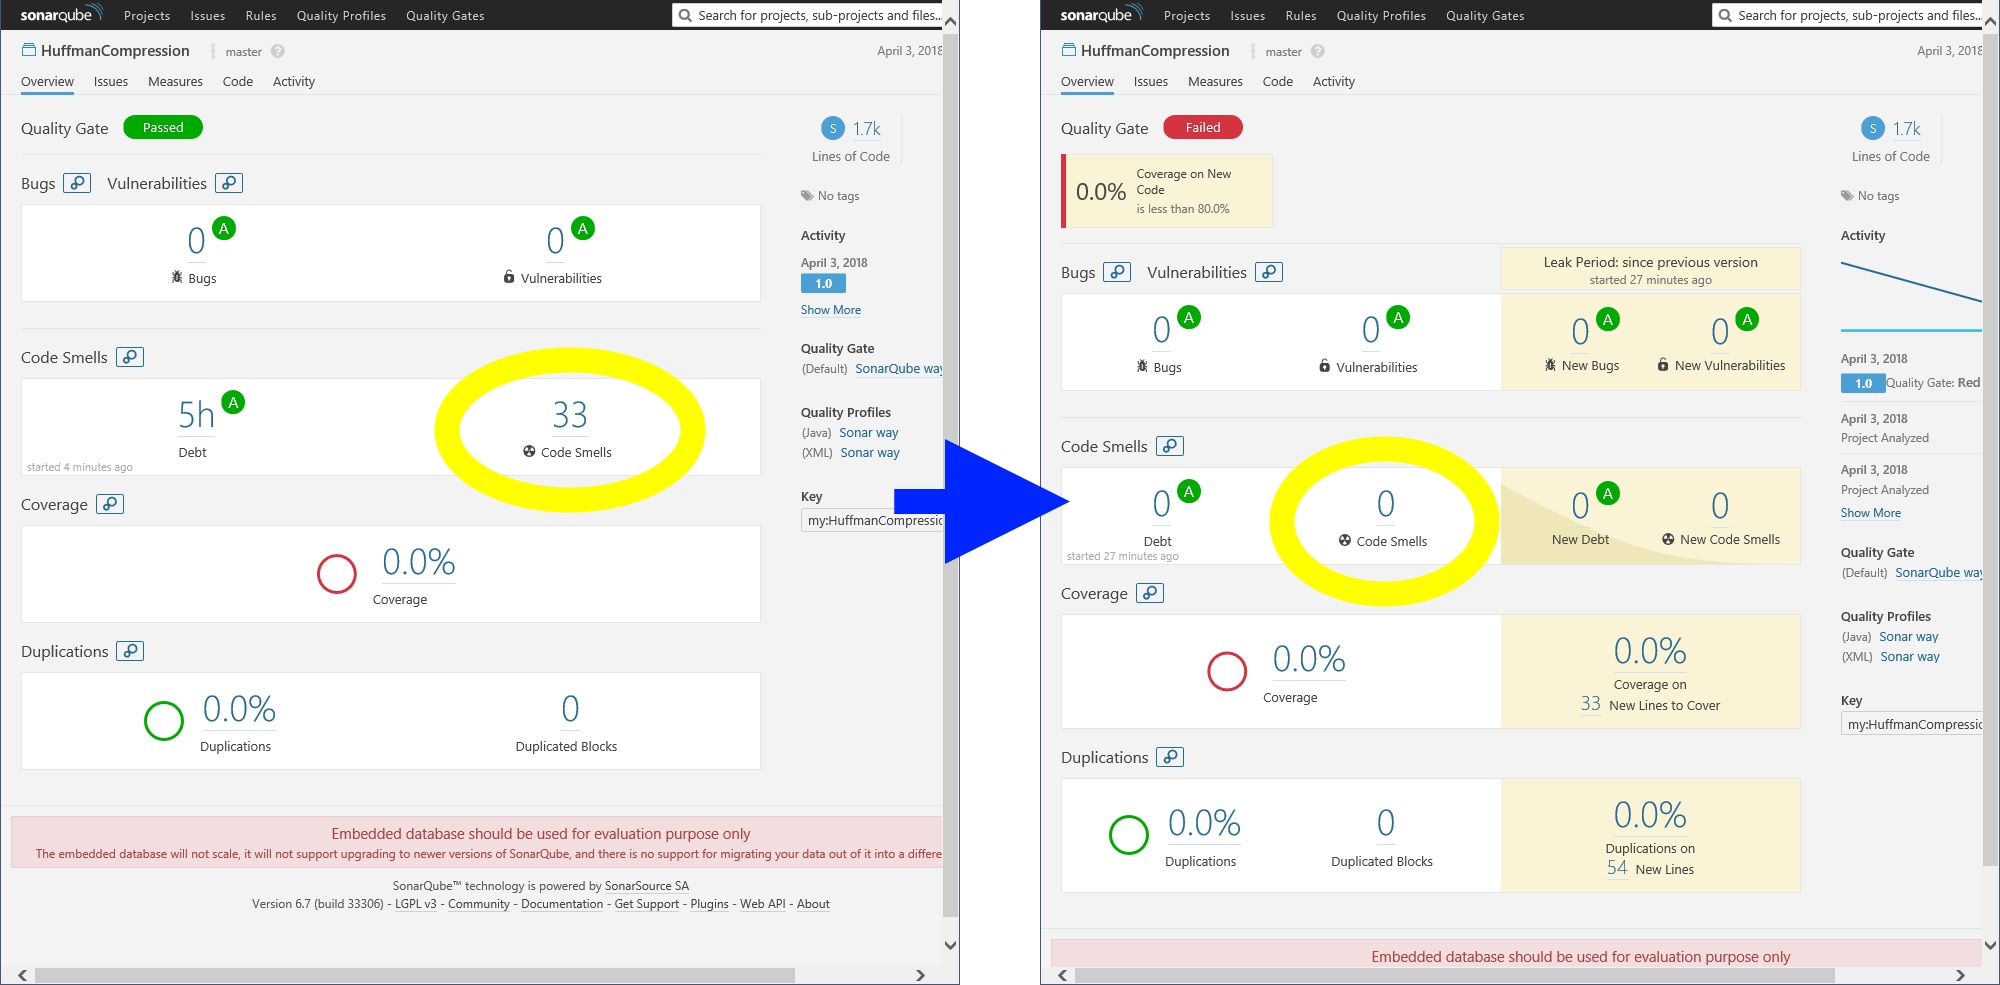 sonarqube Projects Issues Rules Quality Profiles Quality Gates Search for projects, sub-projects and files...
HuffmanCompression master ? April 3, 2018
Overview Issues Measures Code Activity
Quality Gate Passed
S 1.7k
Lines of Code
Bugs Vulnerabilities
No tags
0 A
Bugs
0 A
Vulnerabilities
Activity
April 3, 2018
1.0
Show More
Code Smells
Quality Gate
(Default) SonarQube way
5h A
Debt
started 4 minutes ago
33
Code Smells
Quality Profiles
(Java) Sonar way
(XML) Sonar way
Coverage
Key
my:HuffmanCompressic
0.0%
Coverage
Duplications
0.0%
Duplications
0
Duplicated Blocks
Embedded database should be used for evaluation purpose only
The embedded database will not scale, it will not support upgrading to newer versions of SonarQube, and there is no support for migrating your data out of it into a differe
SonarQube™ technology is powered by SonarSource SA
Version 6.7 (build 33306) - LGPL v3 - Community - Documentation - Get Support - Plugins - Web API - About
sonarqube Projects Issues Rules Quality Profiles Quality Gates Search for projects, sub-projects and files...
HuffmanCompression master ? April 3, 2018
Overview Issues Measures Code Activity
Quality Gate Failed
S 1.7k
Lines of Code
0.0% Coverage on New
Code
is less than 80.0%
No tags
Activity
Bugs Vulnerabilities
Leak Period: since previous version
started 27 minutes ago
0 A
Bugs
0 A
Vulnerabilities
0 A
New Bugs
0 A
New Vulnerabilities
April 3, 2018
1.0 Quality Gate: Red
April 3, 2018
Project Analyzed
April 3, 2018
Project Analyzed
Show More
Code Smells
0 A
Debt
started 27 minutes ago
0
Code Smells
0 A
New Debt
0
New Code Smells
Quality Gate
(Default) SonarQube way
Coverage
Quality Profiles
(Java) Sonar way
(XML) Sonar way
0.0%
Coverage
0.0%
Coverage on
33 New Lines to Cover
Key
my:HuffmanCompressic
Duplications
0.0%
Duplications
0
Duplicated Blocks
0.0%
Duplications on
54 New Lines
Embedded database should be used for evaluation purpose only